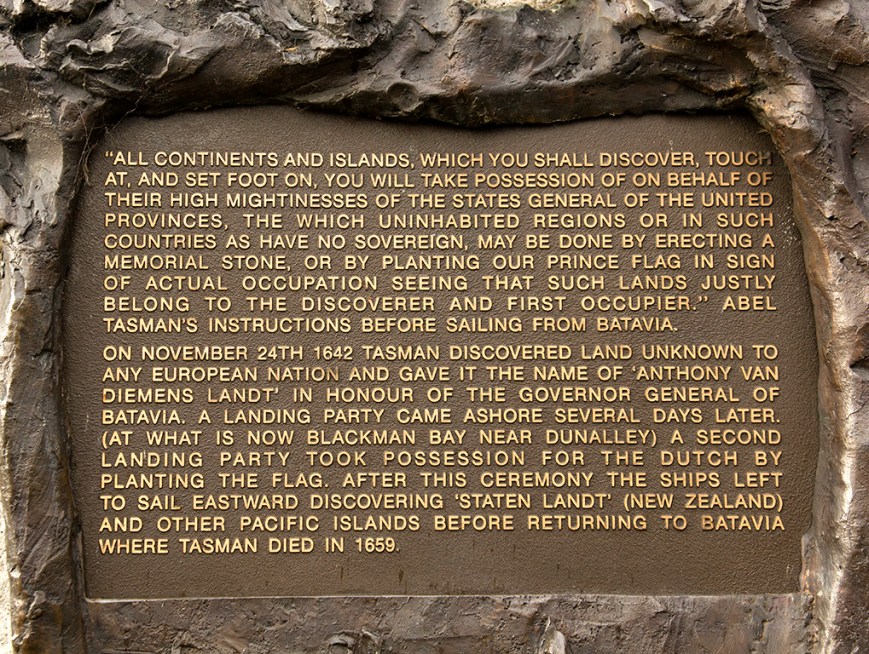 "ALL CONTINENTS AND ISLANDS, WHICH YOU SHALL DISCOVER, TOUCH
AT, AND SET FOOT ON, YOU WILL TAKE POSSESSION OF ON BEHALF OF
THEIR HIGH MIGHTINESSES OF THE STATES GENERAL OF THE UNITED
PROVINCES, THE WHICH UNINHABITED REGIONS OR IN SUCH
COUNTRIES AS HAVE NO SOVEREIGN, MAY BE DONE BY ERECTING A
MEMORIAL STONE, OR BY PLANTING OUR PRINCE FLAG IN SIGN
OF ACTUAL OCCUPATION SEEING THAT SUCH LANDS JUSTLY
BELONG TO THE DISCOVERER AND FIRST OCCUPIER." ABEL
TASMAN'S INSTRUCTIONS BEFORE SAILING FROM BATAVIA.
ON NOVEMBER 24TH 1642 TASMAN DISCOVERED LAND UNKNOWN TO
ANY EUROPEAN NATION AND GAVE IT THE NAME OF 'ANTHONY VAN
DIEMENS LANDT' IN HONOUR OF THE GOVERNOR GENERAL OF
BATAVIA. A LANDING PARTY CAME ASHORE SEVERAL DAYS LATER.
(AT WHAT IS NOW BLACKMAN BAY NEAR DUNALLEY) A SECOND
LANDING PARTY TOOK POSSESSION FOR THE DUTCH BY
PLANTING THE FLAG. AFTER THIS CEREMONY THE SHIPS LEFT
TO SAIL EASTWARD DISCOVERING 'STATEN LANDT' (NEW ZEALAND)
AND OTHER PACIFIC ISLANDS BEFORE RETURNING TO BATAVIA
WHERE TASMAN DIED IN 1659.